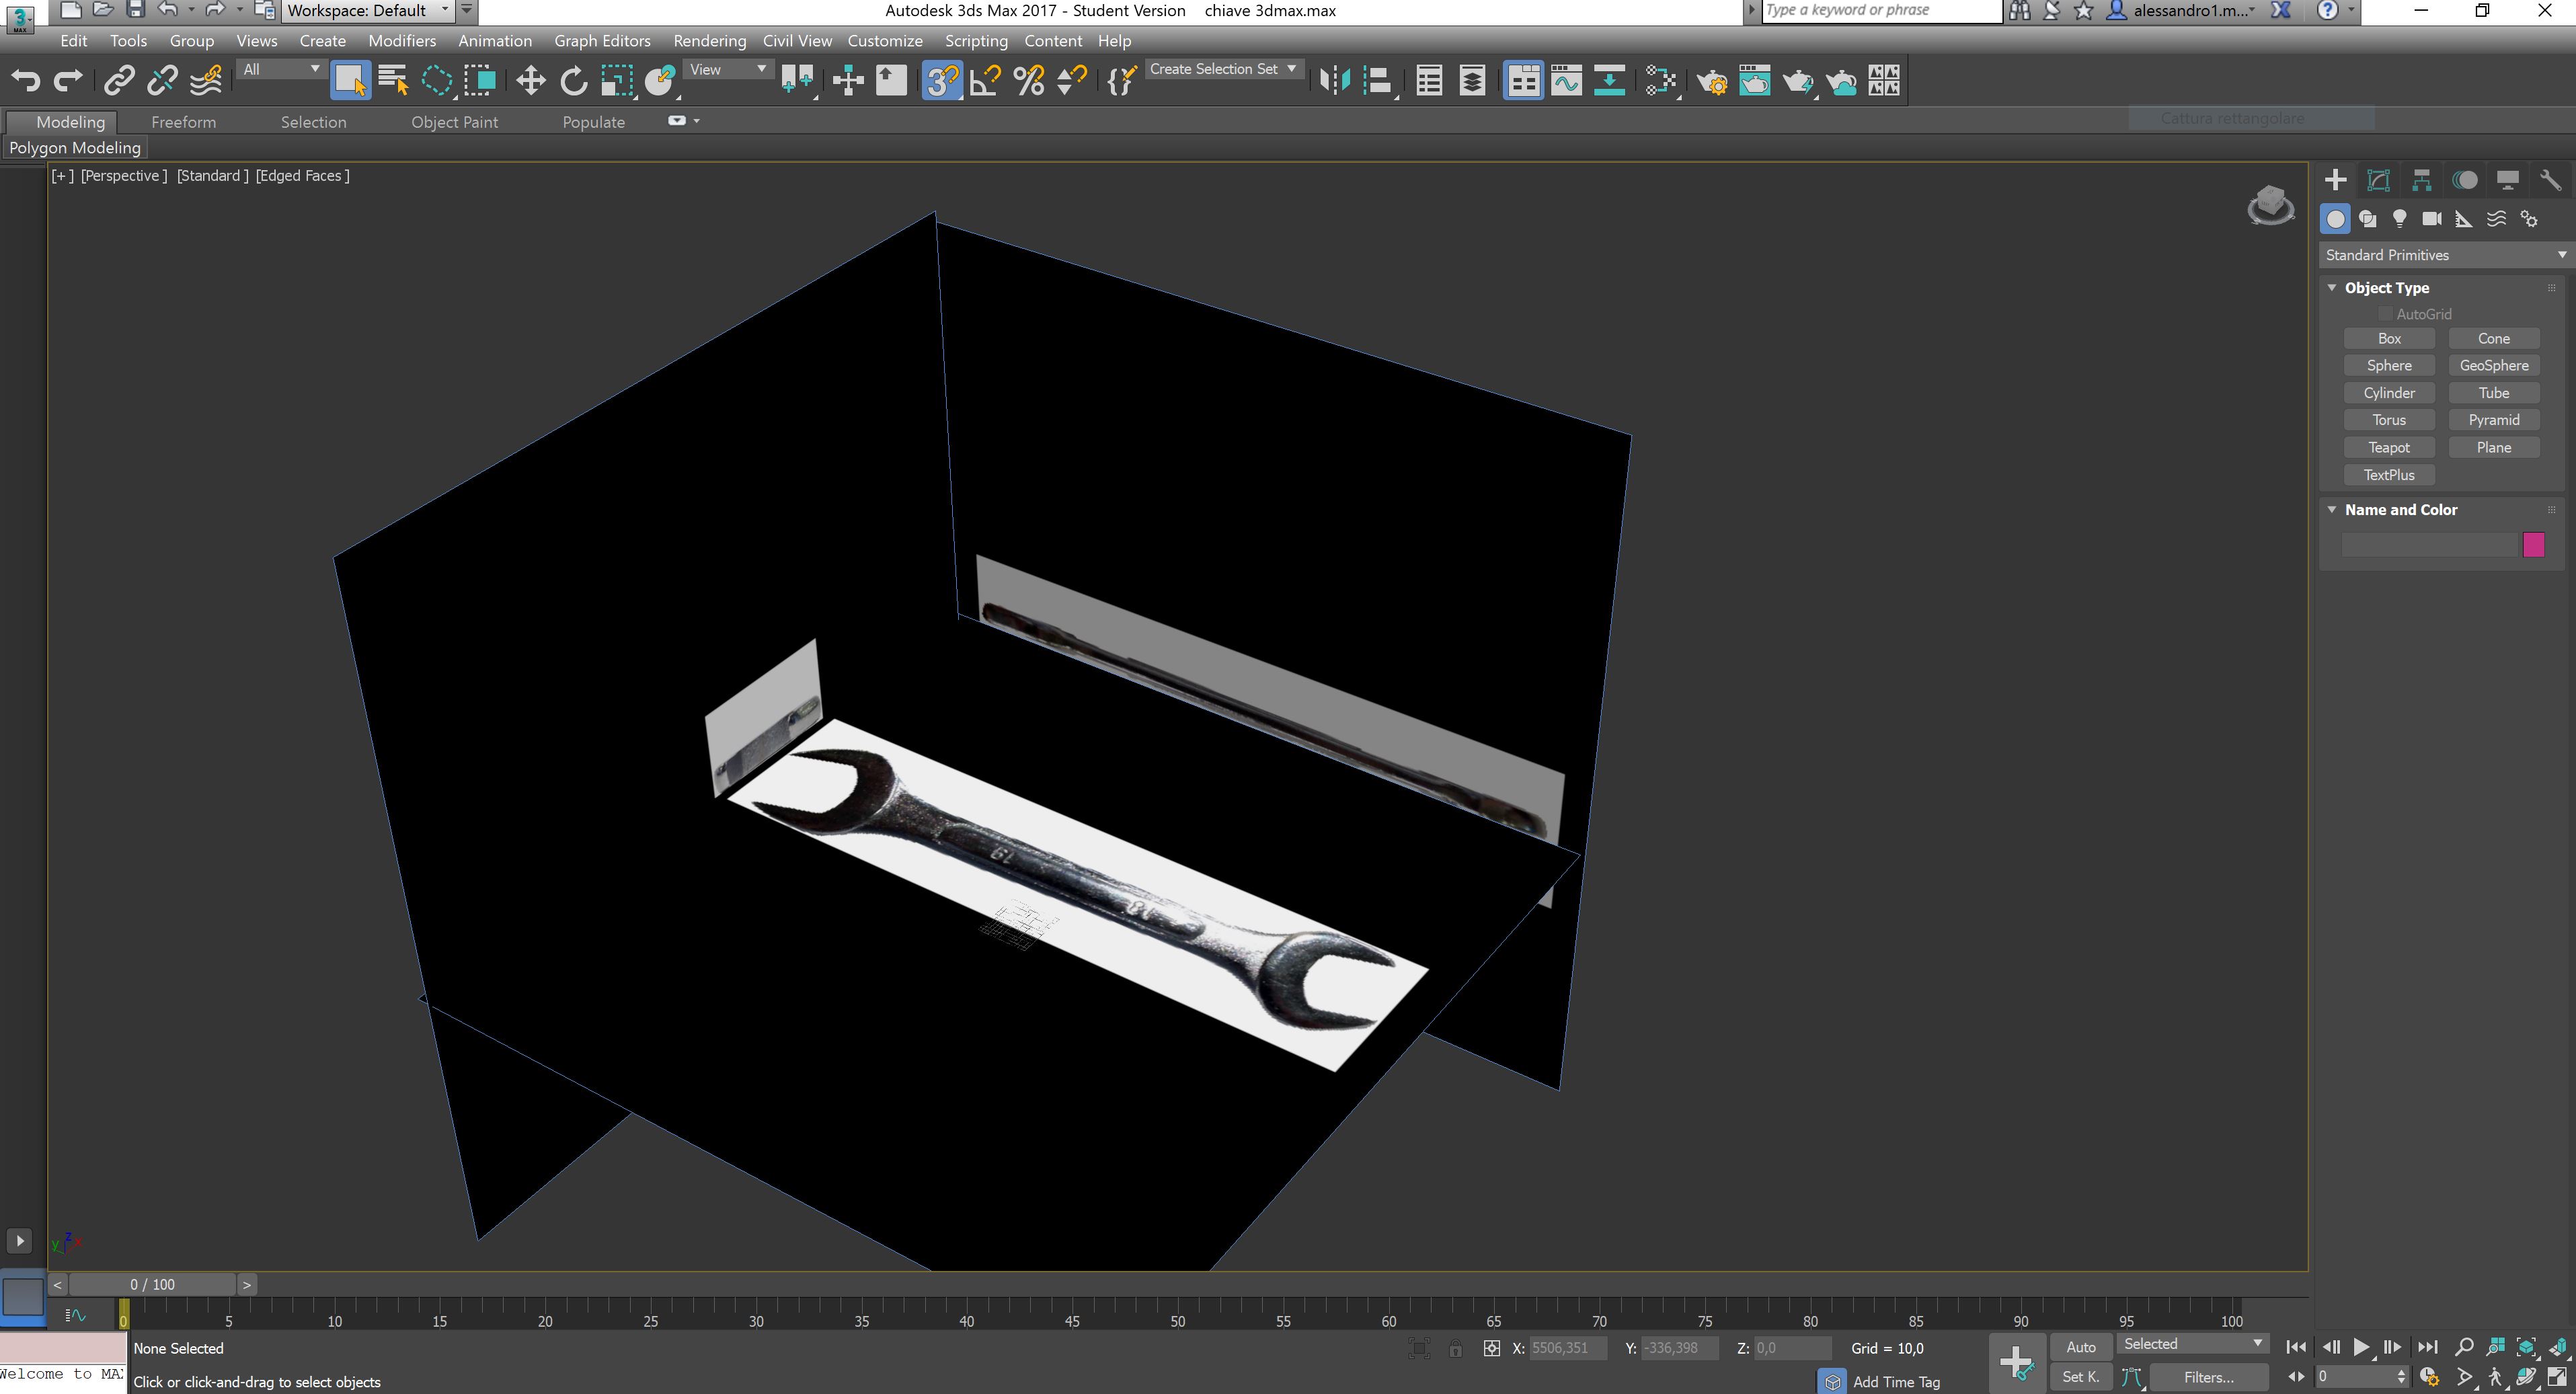 Workspace: Default
Autodesk 3ds Max 2017 - Student Version chiave 3dmax.max
Type a keyword or phrase
alessandro1.m...
3
MAX
Edit Tools Group Views Create Modifiers Animation Graph Editors Rendering Civil View Customize Scripting Content Help
All
View
Create Selection Set
Modeling Freeform Selection Object Paint Populate
Cattura rettangolare
Polygon Modeling
[+] [Perspective] [Standard] [Edged Faces]
Standard Primitives
Object Type
AutoGrid
Box Cone
Sphere GeoSphere
Cylinder Tube
Torus Pyramid
Teapot Plane
TextPlus
Name and Color
19
18
z
y x
< 0 / 100 >
0 5 10 15 20 25 30 35 40 45 50 55 60 65 70 75 80 85 90 95 100
None Selected
X: 5506,351 Y: -336,398 Z: 0,0 Grid = 10,0
Auto Selected
Welcome to MAX
Click or click-and-drag to select objects
Add Time Tag
Set K. Filters... 0